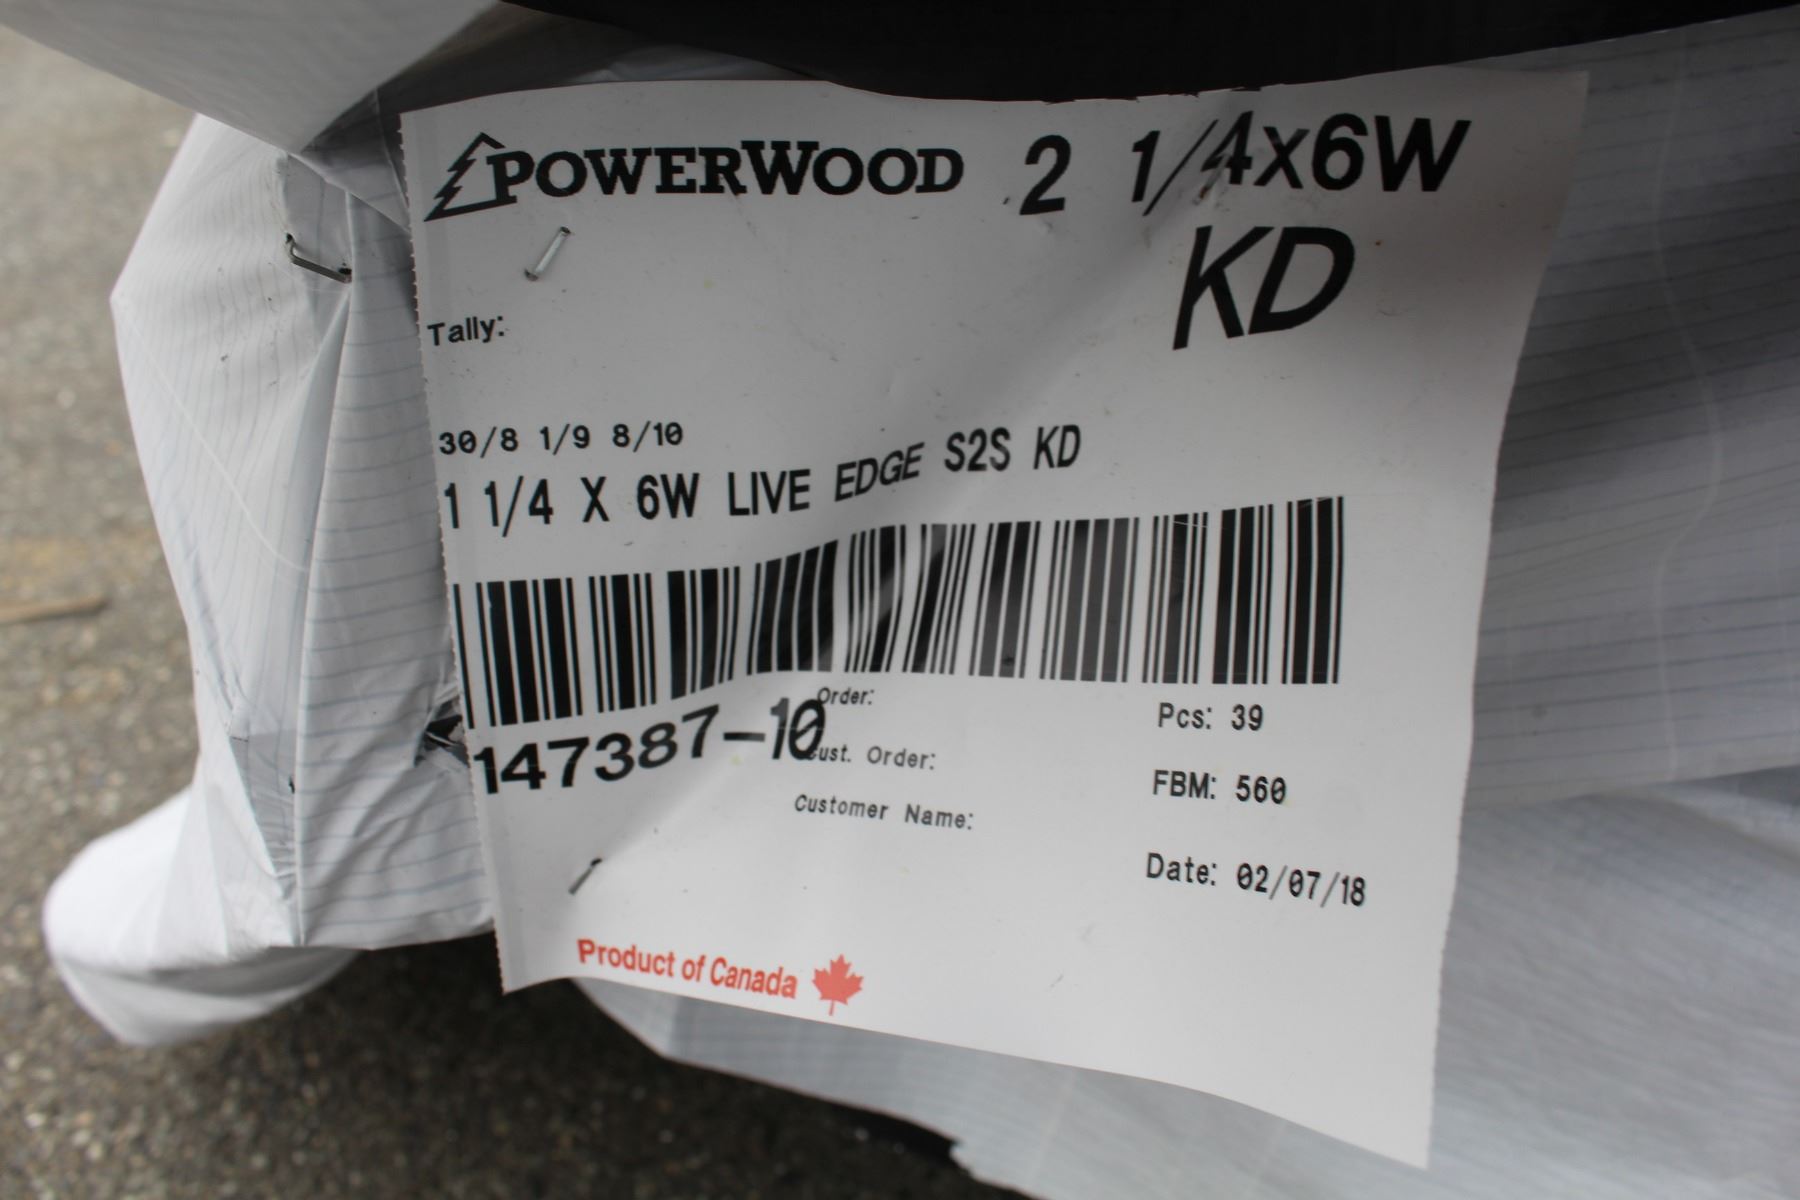 POWERWOOD 2 1/4x6W
KD
Tally:
30/8 1/9 8/10
1 1/4 X 6W LIVE EDGE S2S KD
147387-10
Order:
Cust. Order:
Customer Name:
Pcs: 39
FBM: 560
Date: 02/07/18
Product of Canada